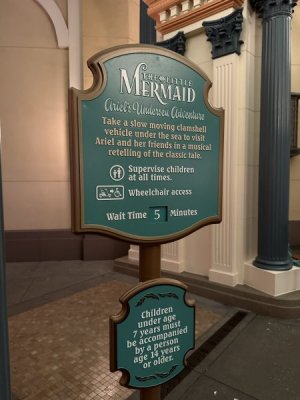 THE LITTLE
MERMAID
Ariel's Undersea Adventure
Take a slow moving clamshell
vehicle under the sea to visit
Ariel and her friends in a musical
retelling of the classic tale.
Supervise children
at all times.
Wheelchair access
Wait Time 5 Minutes
Children
under age
7 years must
be accompanied
by a person
age 14 years
or older.